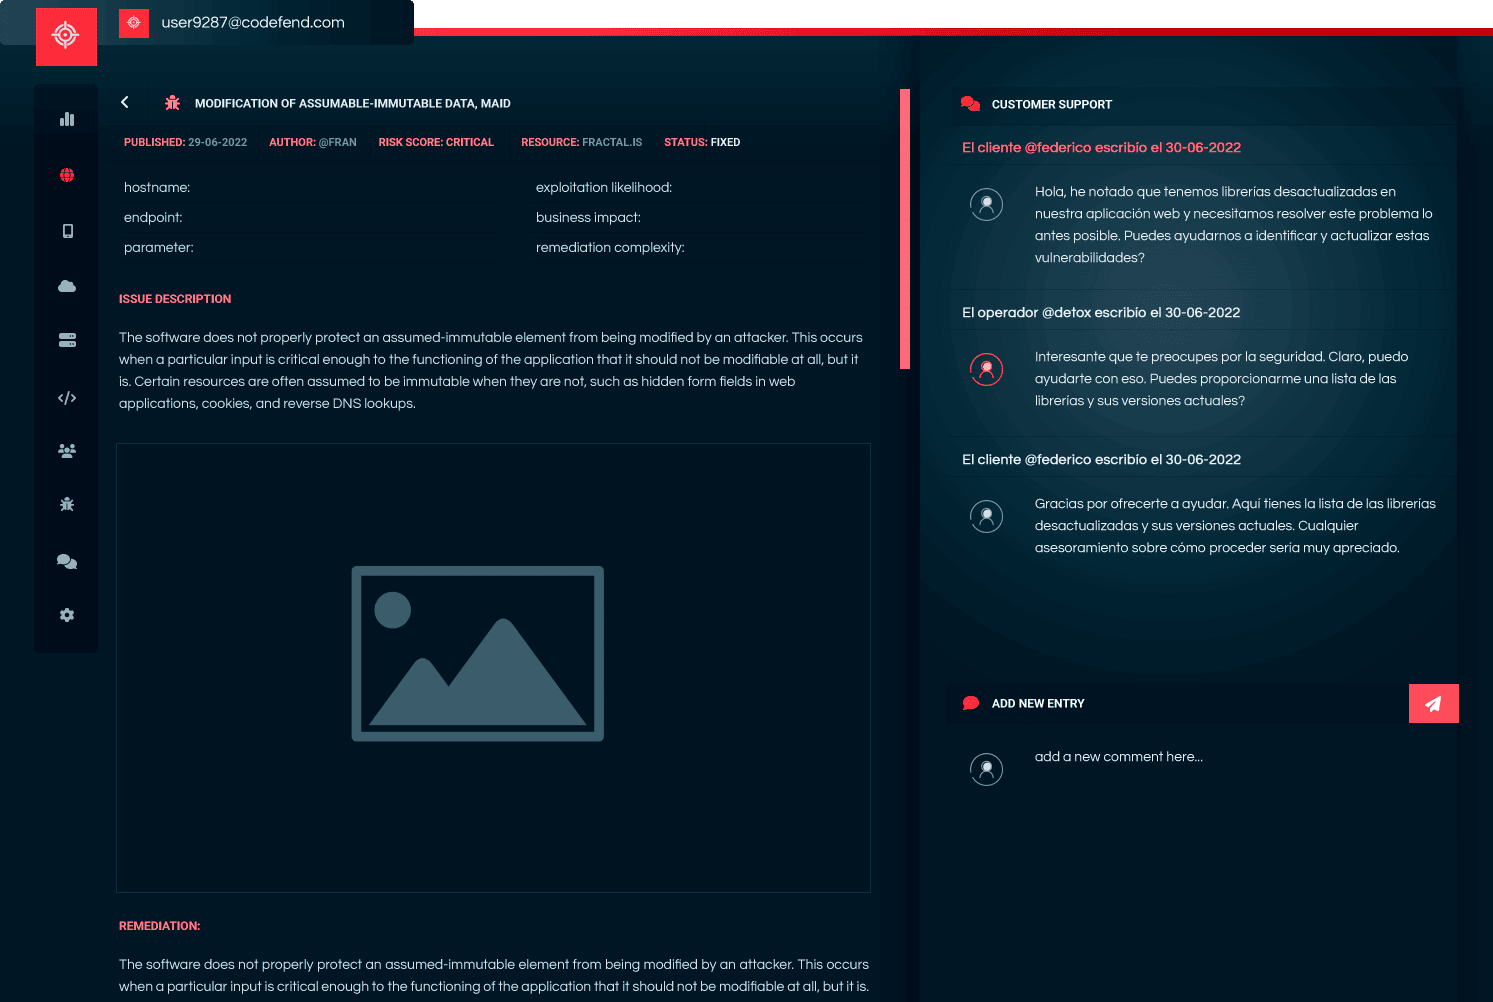 user9287@codefend.com
MODIFICATION OF ASSUMABLE-IMMUTABLE DATA, MAID
PUBLISHED: 29-06-2022 AUTHOR: @FRAN RISK SCORE: CRITICAL RESOURCE: FRACTAL.IS STATUS: FIXED
hostname:
endpoint:
parameter:
exploitation likelihood:
business impact:
remediation complexity:
ISSUE DESCRIPTION
The software does not properly protect an assumed-immutable element from being modified by an attacker. This occurs
when a particular input is critical enough to the functioning of the application that it should not be modifiable at all, but it
is. Certain resources are often assumed to be immutable when they are not, such as hidden form fields in web
applications, cookies, and reverse DNS lookups.
REMEDIATION:
The software does not properly protect an assumed-immutable element from being modified by an attacker. This occurs
when a particular input is critical enough to the functioning of the application that it should not be modifiable at all, but it is.
CUSTOMER SUPPORT
El cliente @federico escribío el 30-06-2022
Hola, he notado que tenemos librerías desactualizadas en
nuestra aplicación web y necesitamos resolver este problema lo
antes posible. Puedes ayudarnos a identificar y actualizar estas
vulnerabilidades?
El operador @detox escribío el 30-06-2022
Interesante que te preocupes por la seguridad. Claro, puedo
ayudarte con eso. Puedes proporcionarme una lista de las
librerías y sus versiones actuales?
El cliente @federico escribío el 30-06-2022
Gracias por ofrecerte a ayudar. Aquí tienes la lista de las librerías
desactualizadas y sus versiones actuales. Cualquier
asesoramiento sobre cómo proceder sería muy apreciado.
ADD NEW ENTRY
add a new comment here...